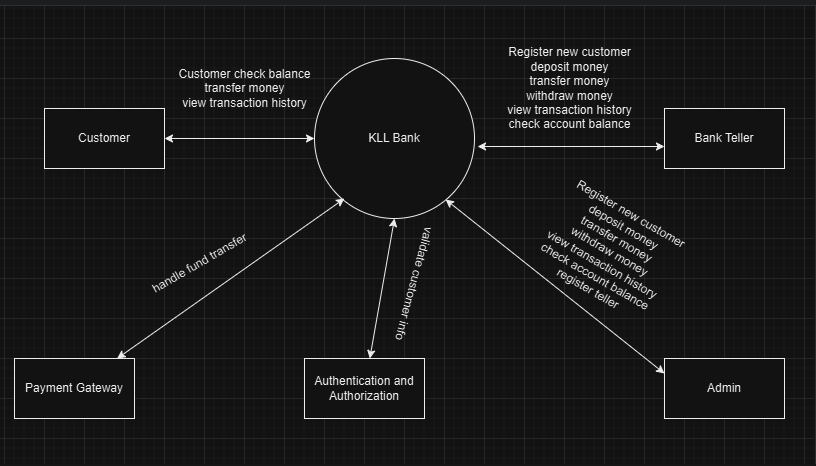 Customer check balance
transfer money
view transaction history
Register new customer
deposit money
transfer money
withdraw money
view transaction history
check account balance
Customer
KLL Bank
Bank Teller
handle fund transfer
validate customer info
Register new customer
deposit money
transfer money
withdraw money
view transaction history
check account balance
register teller
Payment Gateway
Authentication and
Authorization
Admin